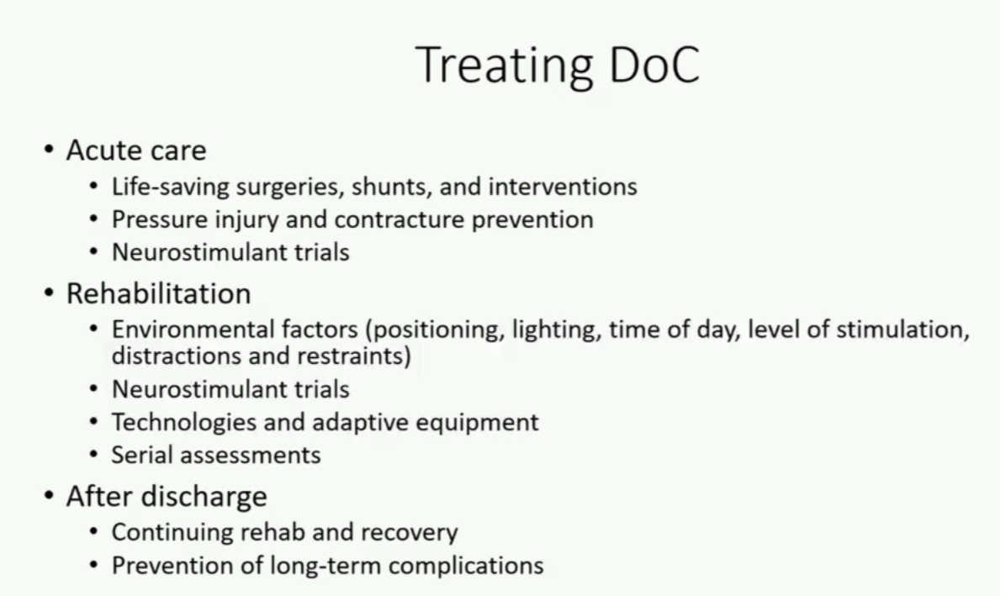 Treating DoC
• Acute care
• Life-saving surgeries, shunts, and interventions
• Pressure injury and contracture prevention
• Neurostimulant trials
• Rehabilitation
• Environmental factors (positioning, lighting, time of day, level of stimulation,
distractions and restraints)
• Neurostimulant trials
• Technologies and adaptive equipment
• Serial assessments
• After discharge
• Continuing rehab and recovery
• Prevention of long-term complications